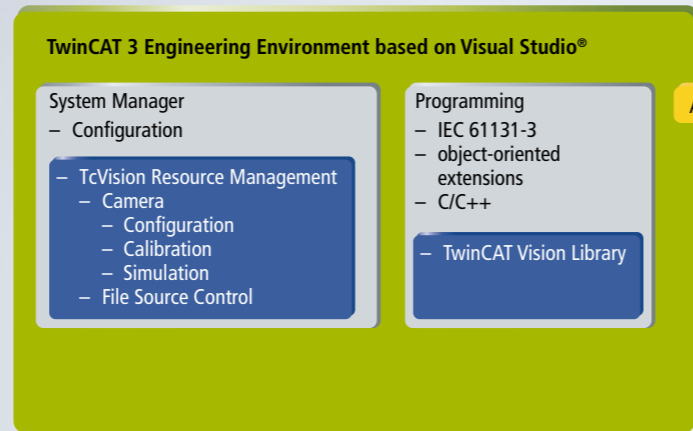 TwinCAT 3 Engineering Environment based on Visual Studio®
System Manager
– Configuration
– TcVision Resource Management
– Camera
– Configuration
– Calibration
– Simulation
– File Source Control
Programming
– IEC 61131-3
– object-oriented
extensions
– C/C++
– TwinCAT Vision Library